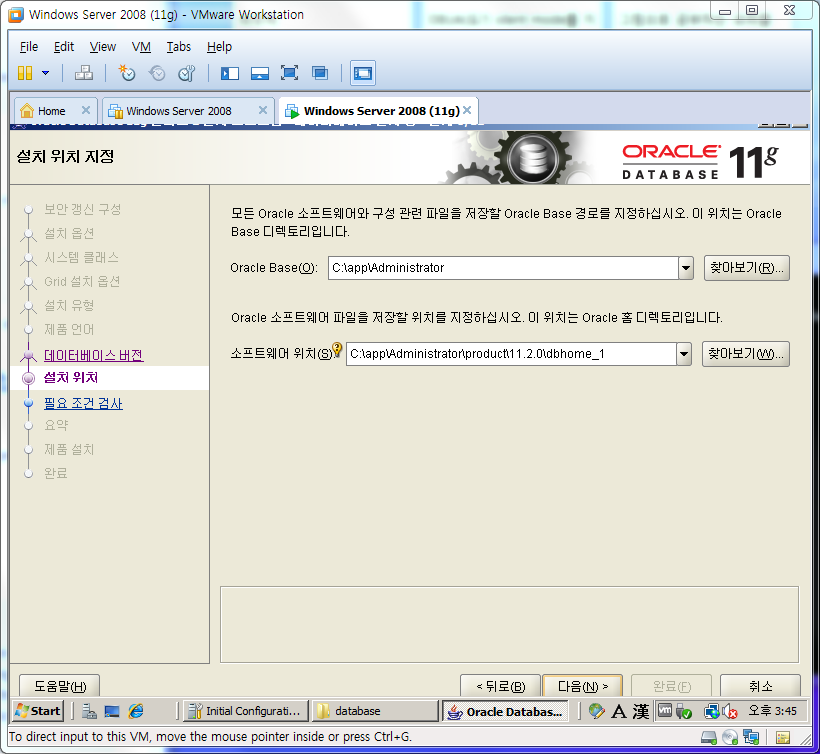 Windows Server 2008 (11g) - VMware Workstation
File Edit View VM Tabs Help
Home Windows Server 2008 Windows Server 2008 (11g)
설치 위치 지정
ORACLE DATABASE 11g
보안 갱신 구성
설치 옵션
시스템 클래스
Grid 설치 옵션
설치 유형
제품 언어
데이터베이스 버전
설치 위치
필요 조건 검사
요약
제품 설치
완료
모든 Oracle 소프트웨어와 구성 관련 파일을 저장할 Oracle Base 경로를 지정하십시오. 이 위치는 Oracle
Base 디렉토리입니다.
Oracle Base(O): C:\app\Administrator 찾아보기(R)...
Oracle 소프트웨어 파일을 저장할 위치를 지정하십시오. 이 위치는 Oracle 홈 디렉토리입니다.
소프트웨어 위치(S) C:\app\Administrator\product\11.2.0\dbhome_1 찾아보기(W)...
도움말(H) < 뒤로(B) 다음(N) > 완료(F) 취소
Start Initial Configurati... database Oracle Databas... A 漢 vm 오후 3:45
To direct input to this VM, move the mouse pointer inside or press Ctrl+G.